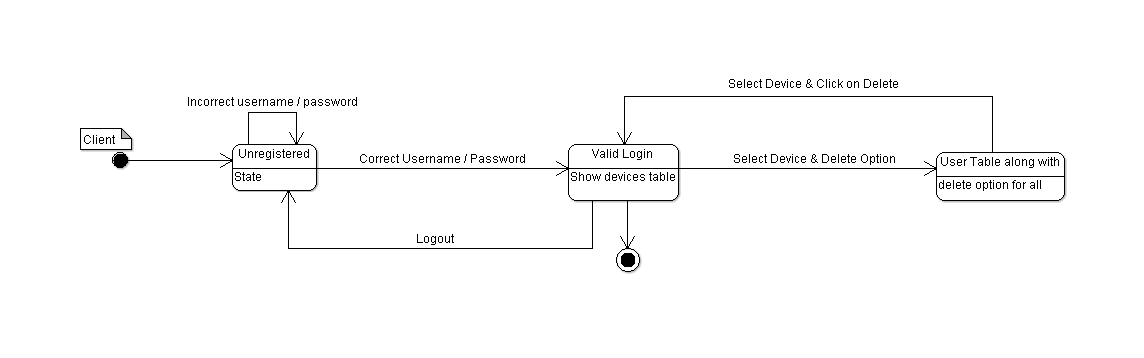 Select Device & Click on Delete
Incorrect username / password
Client
Unregistered
State
Correct Username / Password
Valid Login
Show devices table
Select Device & Delete Option
User Table along with
delete option for all
Logout